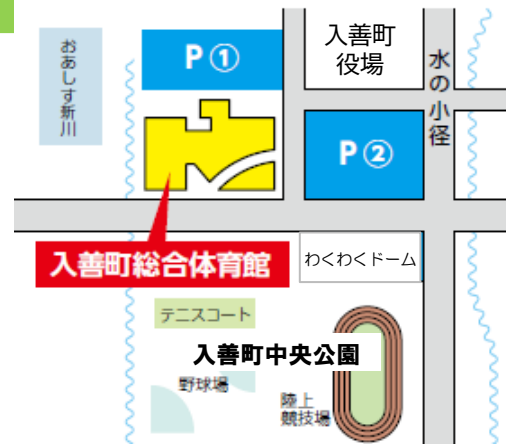 おあしす新川
P①
入善町
役場
水の小径
P②
入善町総合体育館
わくわくドーム
テニスコート
入善町中央公園
野球場
陸上
競技場